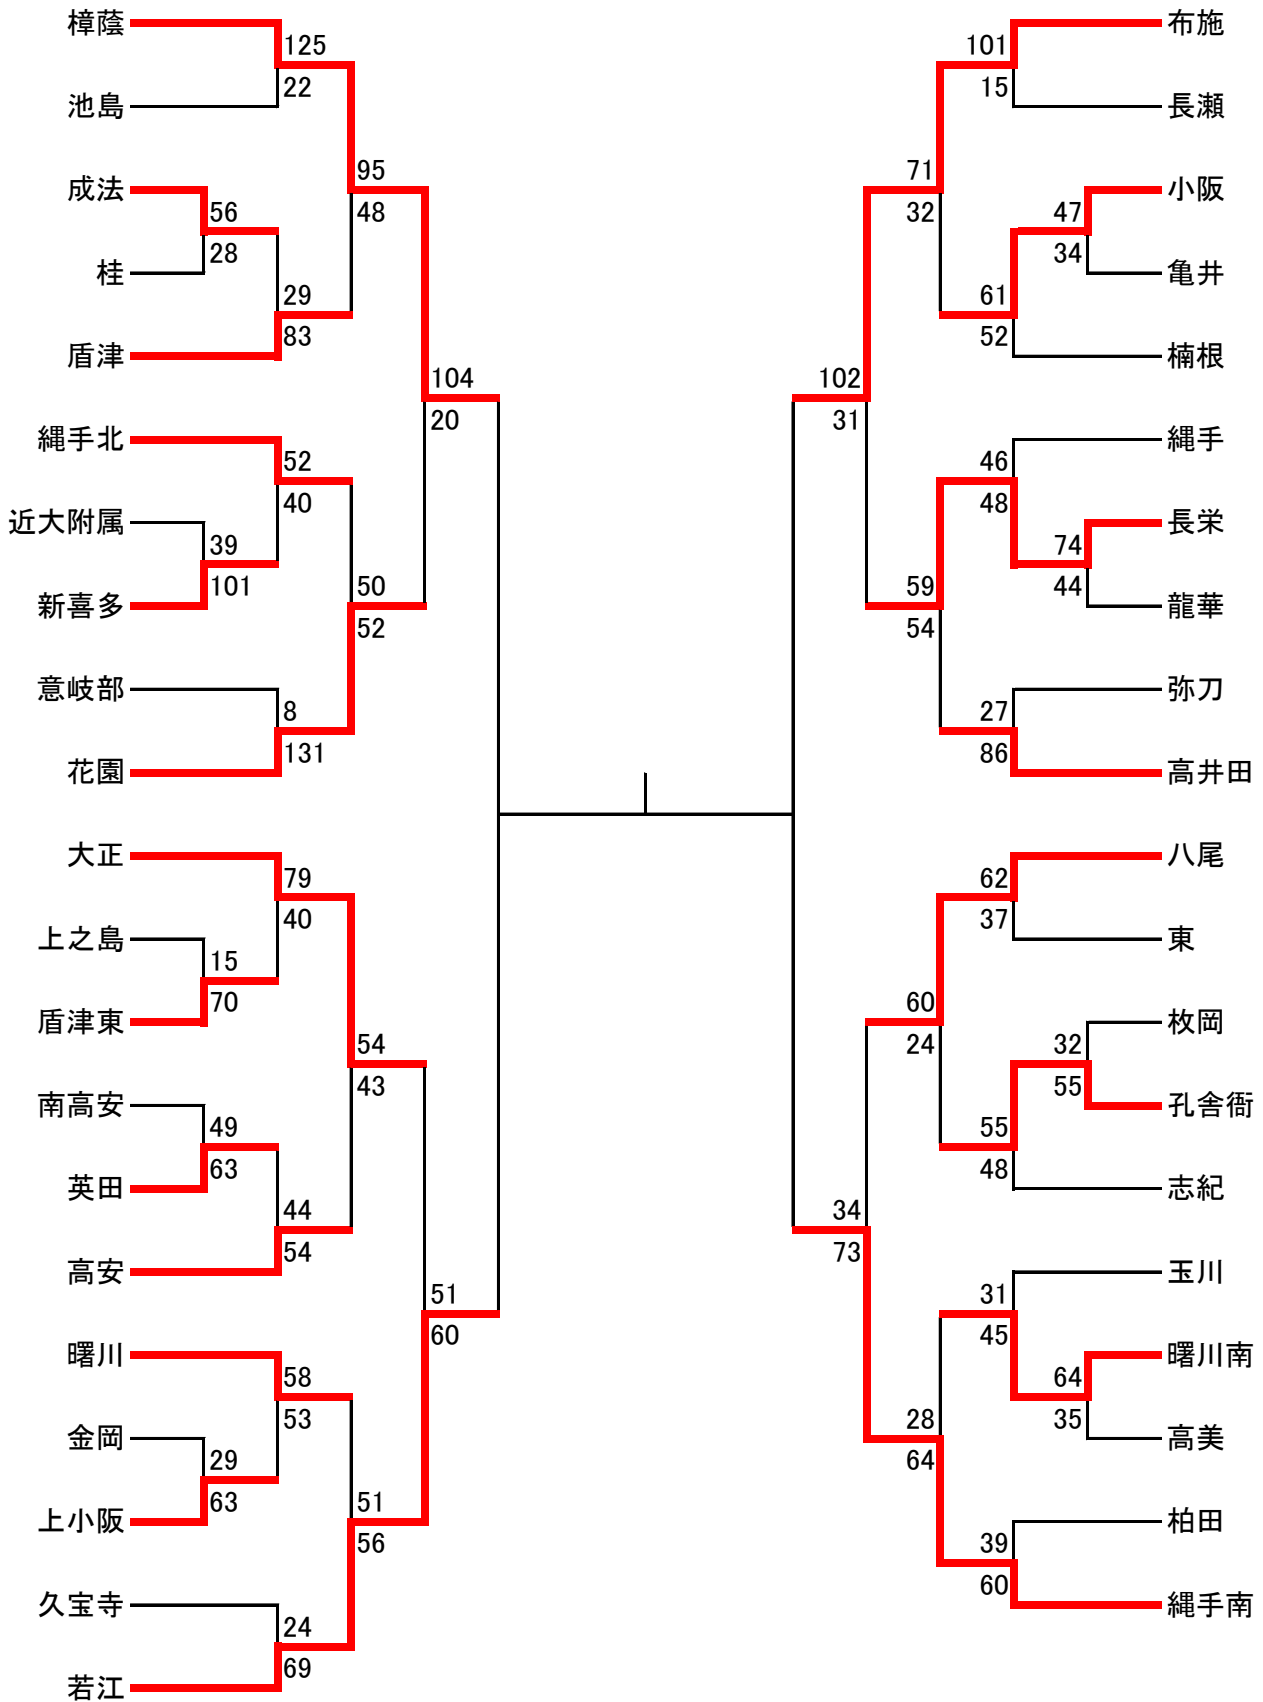 樟蔭
125
22
池島
95
48
成法
56
28
桂
29
83
盾津
104
20
縄手北
52
40
近大附属
39
101
新喜多
50
52
意岐部
8
131
花園
大正
79
40
上之島
15
70
盾津東
54
43
南高安
49
63
英田
44
54
高安
51
60
曙川
58
53
金岡
29
63
上小阪
51
56
久宝寺
24
69
若江
布施
101
15
長瀬
71
32
小阪
47
34
亀井
61
52
楠根
102
31
縄手
46
48
長栄
74
44
龍華
59
54
弥刀
27
86
高井田
八尾
62
37
東
60
24
枚岡
32
55
孔舎衙
55
48
志紀
34
73
玉川
31
45
曙川南
64
35
高美
28
64
柏田
39
60
縄手南